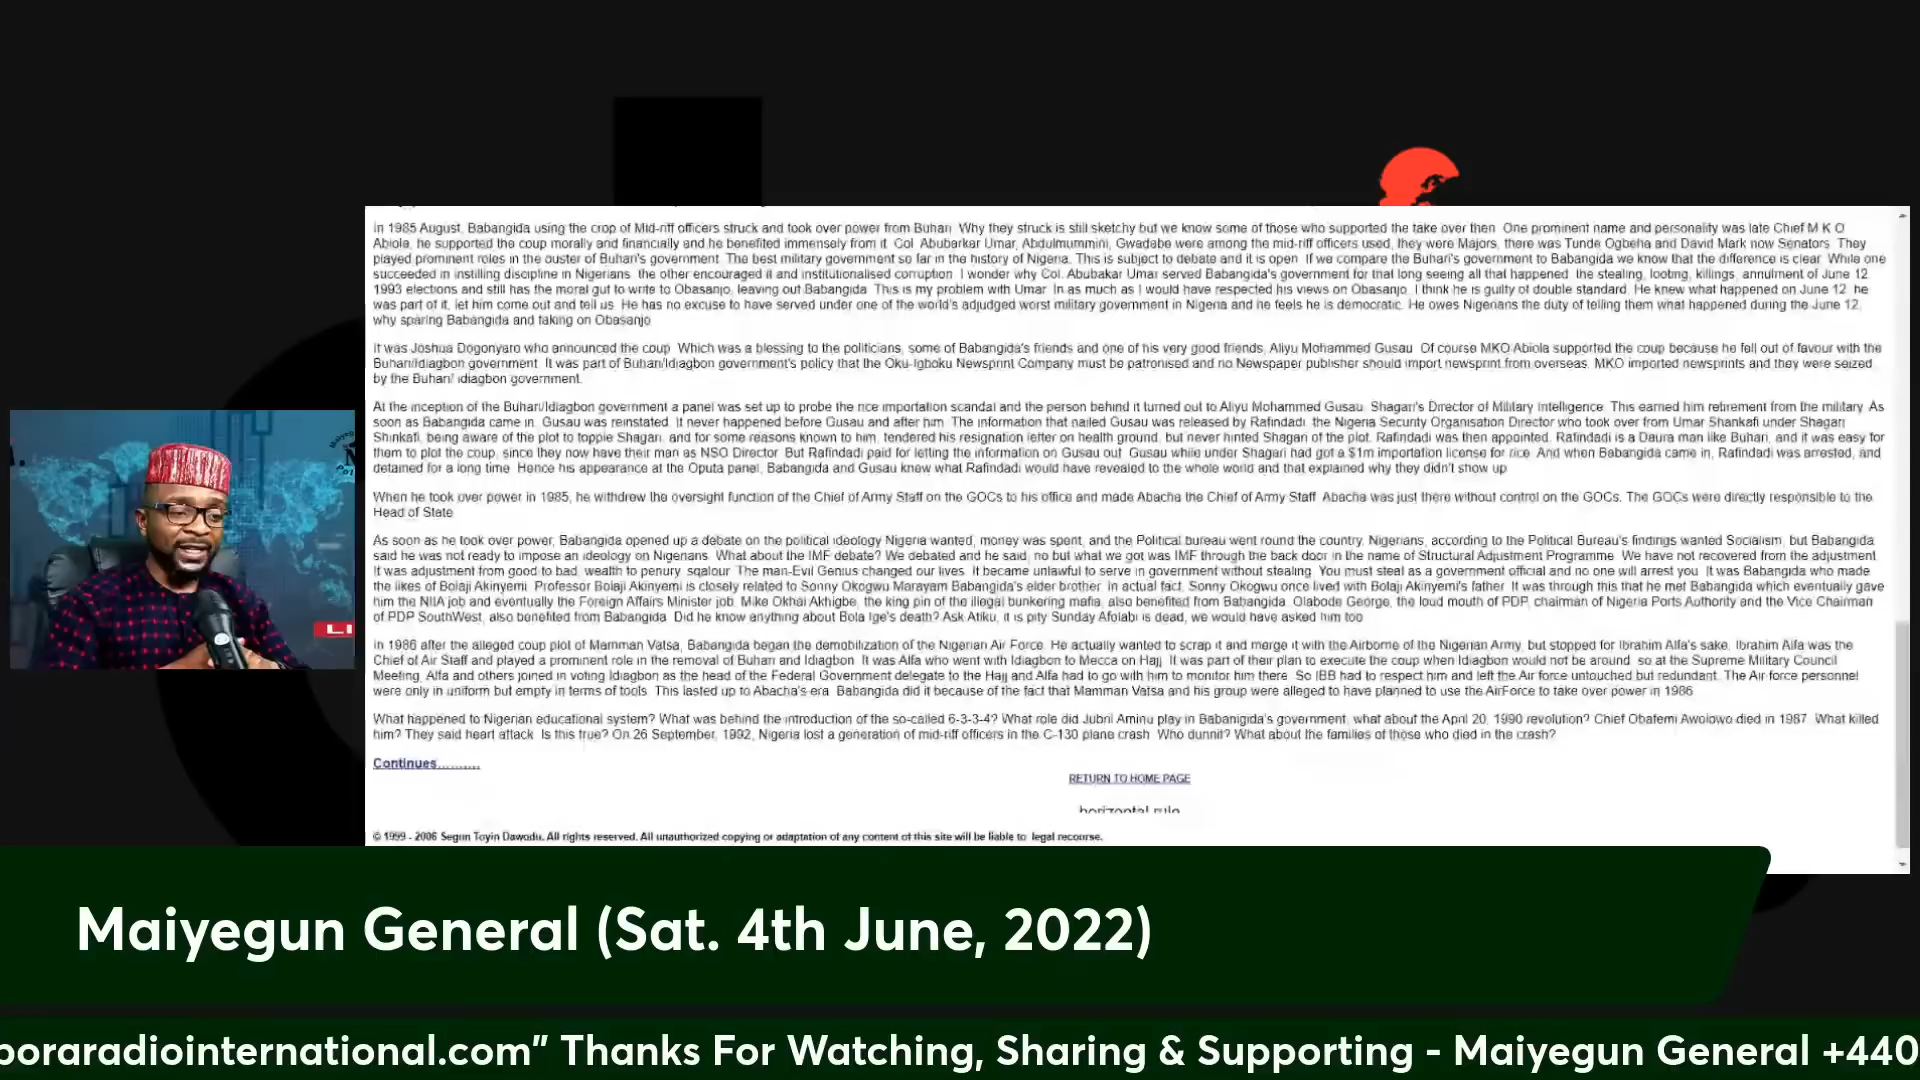 In 1985 August, Babangida using the crop of Mid-riff officers struck and took over power from Buhari. Why they struck is still sketchy but we know some of those who supported the take over then. One prominent name and personality was late Chief M K O
Abiola, he supported the coup morally and financially and he benefited immensely from it. Col. Abubarkar Umar, Abdulmummini, Gwadabe were among the mid-riff officers used, they were Majors, there was Tunde Ogbeha and David Mark now Senators. They
played prominent roles in the ouster of Buhari's government. The best military government so far in the history of Nigeria. This is subject to debate and it is open. If we compare the Buhari's government to Babangida we know that the difference is clear. While one
succeeded in instilling discipline in Nigerians, the other encouraged it and institutionalised corruption. I wonder why Col. Abubakar Umar served Babangida's government for that long seeing all that happened, the stealing, looting, killings, annulment of June 12
1993 elections and still has the moral gut to write to Obasanjo, leaving out Babangida. This is my problem with Umar. In as much as I would have respected his views on Obasanjo, I think he is guilty of double standard. He knew what happened on June 12, he
was part of it, let him come out and tell us. He has no excuse to have served under one of the world's adjudged worst military government in Nigeria and he feels he is democratic. He owes Nigerians the duty of telling them what happened during the June 12,
why sparing Babangida and taking on Obasanjo
It was Joshua Dogonyaro who announced the coup. Which was a blessing to the politicians, some of Babangida's friends and one of his very good friends, Aliyu Mohammed Gusau. Of course MKO Abiola supported the coup because he fell out of favour with the
Buhari/Idiagbon government. It was part of Buhari/Idiagbon government's policy that the Oku-Igboku Newsprint Company must be patronised and no Newspaper publisher should import newsprint from overseas. MKO imported newsprints and they were seized
by the Buhari/ idiagbon government.
At the inception of the Buhari/Idiagbon government a panel was set up to probe the rice importation scandal and the person behind it turned out to Aliyu Mohammed Gusau, Shagari's Director of Military Intelligence. This earned him retirement from the military. As
soon as Babangida came in, Gusau was reinstated. It never happened before Gusau and after him. The information that nailed Gusau was released by Rafindadi, the Nigeria Security Organisation Director who took over from Umar Shankafi under Shagari.
Shinkafi, being aware of the plot to topple Shagari, and for some reasons known to him, tendered his resignation letter on health ground, but never hinted Shagari of the plot. Rafindadi was then appointed. Rafindadi is a Daura man like Buhari, and it was easy for
them to plot the coup, since they now have their man as NSO Director. But Rafindadi paid for letting the information on Gusau out. Gusau while under Shagari had got a $1m importation license for rice. And when Babangida came in, Rafindadi was arrested, and
detained for a long time. Hence his appearance at the Oputa panel, Babangida and Gusau knew what Rafindadi would have revealed to the whole world and that explained why they didn't show up.
When he took over power in 1985, he withdrew the oversight function of the Chief of Army Staff on the GOCs to his office and made Abacha the Chief of Army Staff. Abacha was just there without control on the GOCs. The GOCs were directly responsible to the
Head of State.
As soon as he took over power, Babangida opened up a debate on the political ideology Nigeria wanted, money was spent, and the Political bureau went round the country. Nigerians, according to the Political Bureau's findings wanted Socialism, but Babangida
said he was not ready to impose an ideology on Nigerians. What about the IMF debate? We debated and he said, no but what we got was IMF through the back door in the name of Structural Adjustment Programme. We have not recovered from the adjustment.
It was adjustment from good to bad, wealth to penury, sqalour. The man-Evil Genius changed our lives. It became unlawful to serve in government without stealing. You must steal as a government official and no one will arrest you. It was Babangida who made
the likes of Bolaji Akinyemi. Professor Bolaji Akinyemi is closely related to Sonny Okogwu Marayam Babangida's elder brother. In actual fact, Sonny Okogwu once lived with Bolaji Akinyemi's father. It was through this that he met Babangida which eventually gave
him the NIIA job and eventually the Foreign Affairs Minister job. Mike Okhai Akhigbe, the king pin of the illegal bunkering mafia, also benefited from Babangida. Olabode George, the loud mouth of PDP, chairman of Nigeria Ports Authority and the Vice Chairman
of PDP SouthWest, also benefited from Babangida. Did he know anything about Bola Ige's death? Ask Atiku, it is pity Sunday Afolabi is dead, we would have asked him too.
In 1986 after the alleged coup plot of Mamman Vatsa, Babangida began the demobilization of the Nigerian Air Force. He actually wanted to scrap it and merge it with the Airborne of the Nigerian Army, but stopped for Ibrahim Alfa's sake. Ibrahim Alfa was the
Chief of Air Staff and played a prominent role in the removal of Buhari and Idiagbon. It was Alfa who went with Idiagbon to Mecca on Hajj. It was part of their plan to execute the coup when Idiagbon would not be around, so at the Supreme Military Council
Meeting, Alfa and others joined in voting Idiagbon as the head of the Federal Government delegate to the Hajj and Alfa had to go with him to monitor him there. So IBB had to respect him and left the Air force untouched but redundant. The Air force personnel
were only in uniform but empty in terms of tools. This lasted up to Abacha's era. Babangida did it because of the fact that Mamman Vatsa and his group were alleged to have planned to use the AirForce to take over power in 1986.
What happened to Nigerian educational system? What was behind the introduction of the so-called 6-3-3-4? What role did Jubril Aminu play in Babangida's government, what about the April 20, 1990 revolution? Chief Obafemi Awolowo died in 1987. What killed
him? They said heart attack. Is this true? On 26 September, 1992, Nigeria lost a generation of mid-riff officers in the C-130 plane crash. Who dunnit? What about the families of those who died in the crash?
Continues..........
RETURN TO HOME PAGE
horizontal rule
© 1999 - 2006 Segun Toyin Dawodu. All rights reserved. All unauthorized copying or adaptation of any content of this site will be liable to legal recourse.
LI
Maiyegun General (Sat. 4th June, 2022)
poraradiointernational.com” Thanks For Watching, Sharing & Supporting - Maiyegun General +440